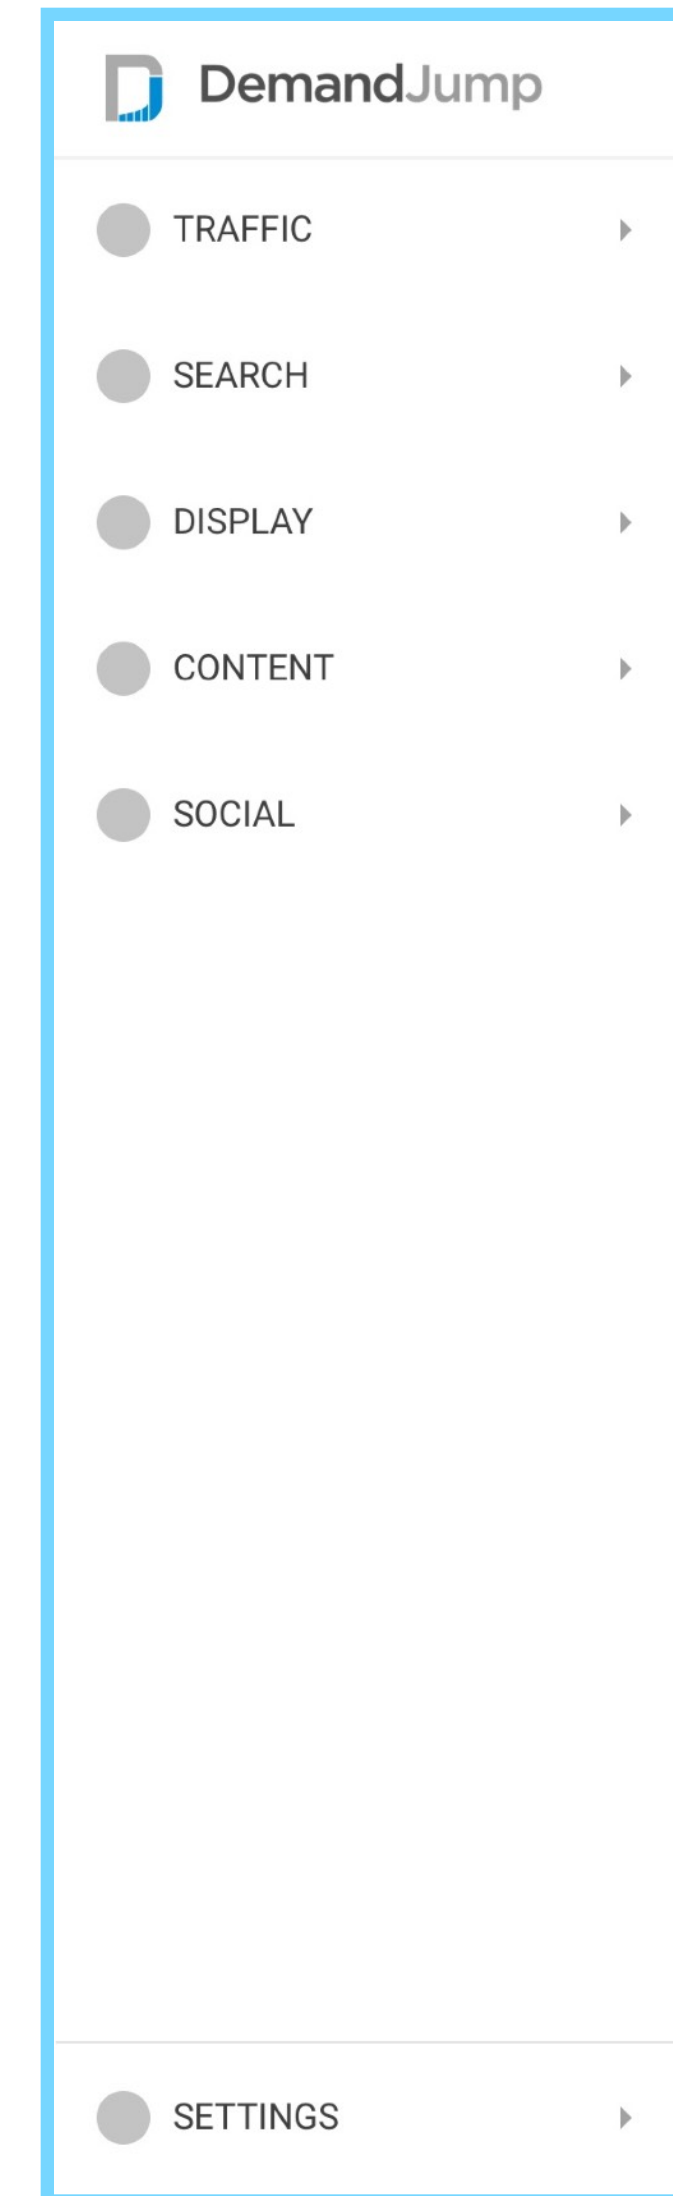 DemandJump
TRAFFIC
SEARCH
DISPLAY
CONTENT
SOCIAL
SETTINGS